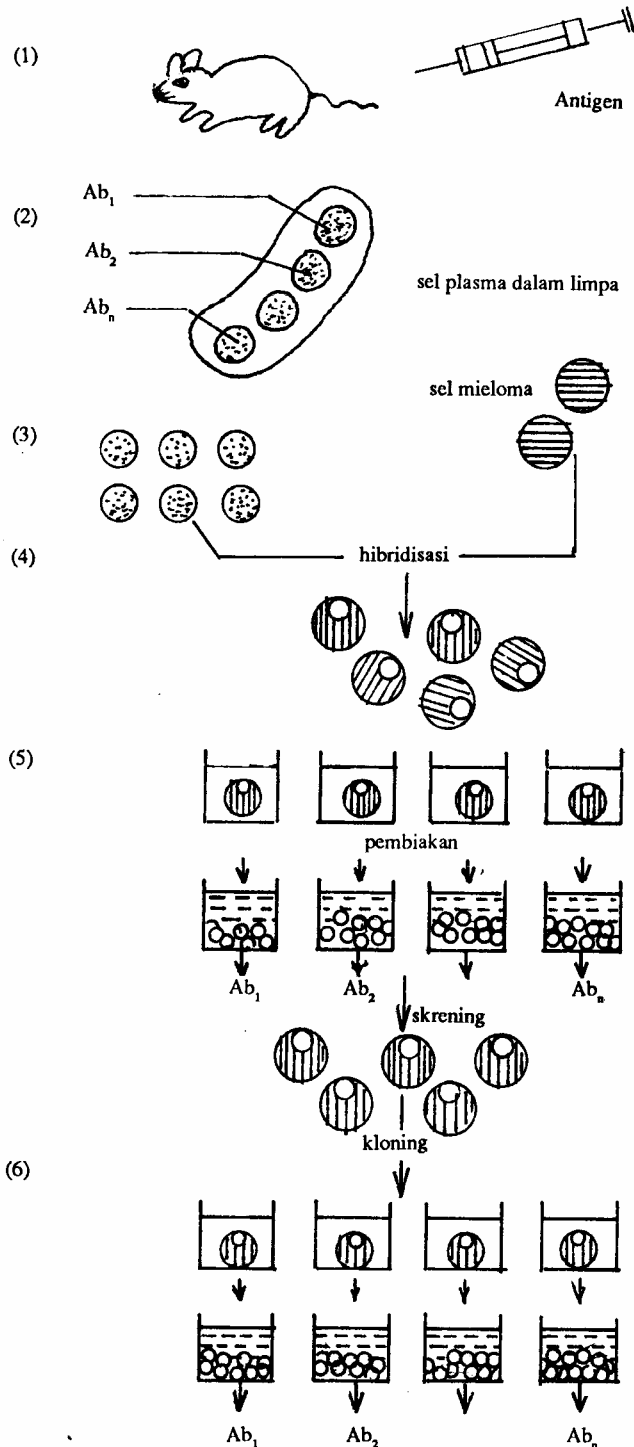 (1)
Antigen
Ab₁
(2)
Ab₂
sel plasma dalam limpa
Abₙ
sel mieloma
(3)
(4)
hibridisasi
(5)
pembiakan
Ab₁
Ab₂
Abₙ
skrening
kloning
(6)
Ab₁
Ab₂
Abₙ